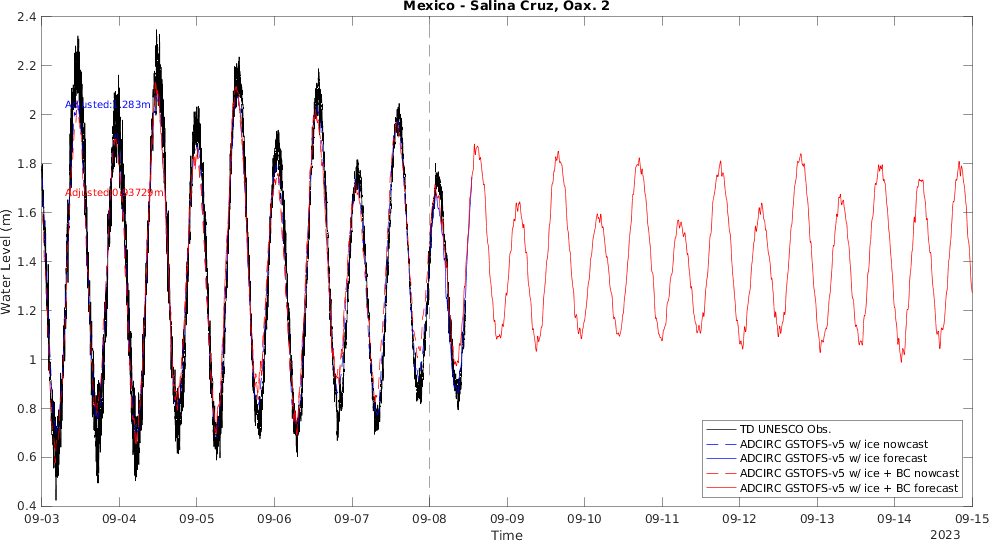 Mexico - Salina Cruz, Oax. 2
2.4
2.2
2
1.8
1.6
1.4
1.2
1
0.8
0.6
0.4
Water Level (m)
Adjusted: .283m
Adjusted:0.93729m
09-03 09-04 09-05 09-06 09-07 09-08 09-09 09-10 09-11 09-12 09-13 09-14 09-15
Time
2023
TD UNESCO Obs.
ADCIRC GSTOFS-v5 w/ ice nowcast
ADCIRC GSTOFS-v5 w/ ice forecast
ADCIRC GSTOFS-v5 w/ ice + BC nowcast
ADCIRC GSTOFS-v5 w/ ice + BC forecast